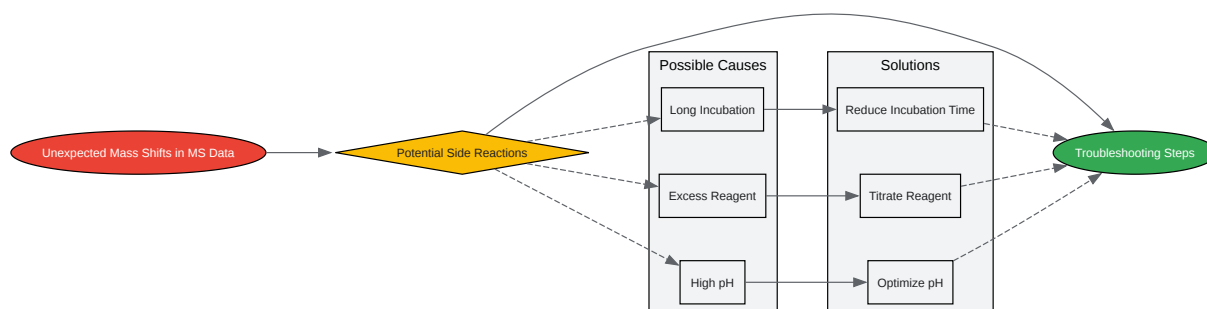 Possible Causes
Solutions
Long Incubation
Reduce Incubation Time
Unexpected Mass Shifts in MS Data
Potential Side Reactions
Troubleshooting Steps
Excess Reagent
Titrate Reagent
High pH
Optimize pH